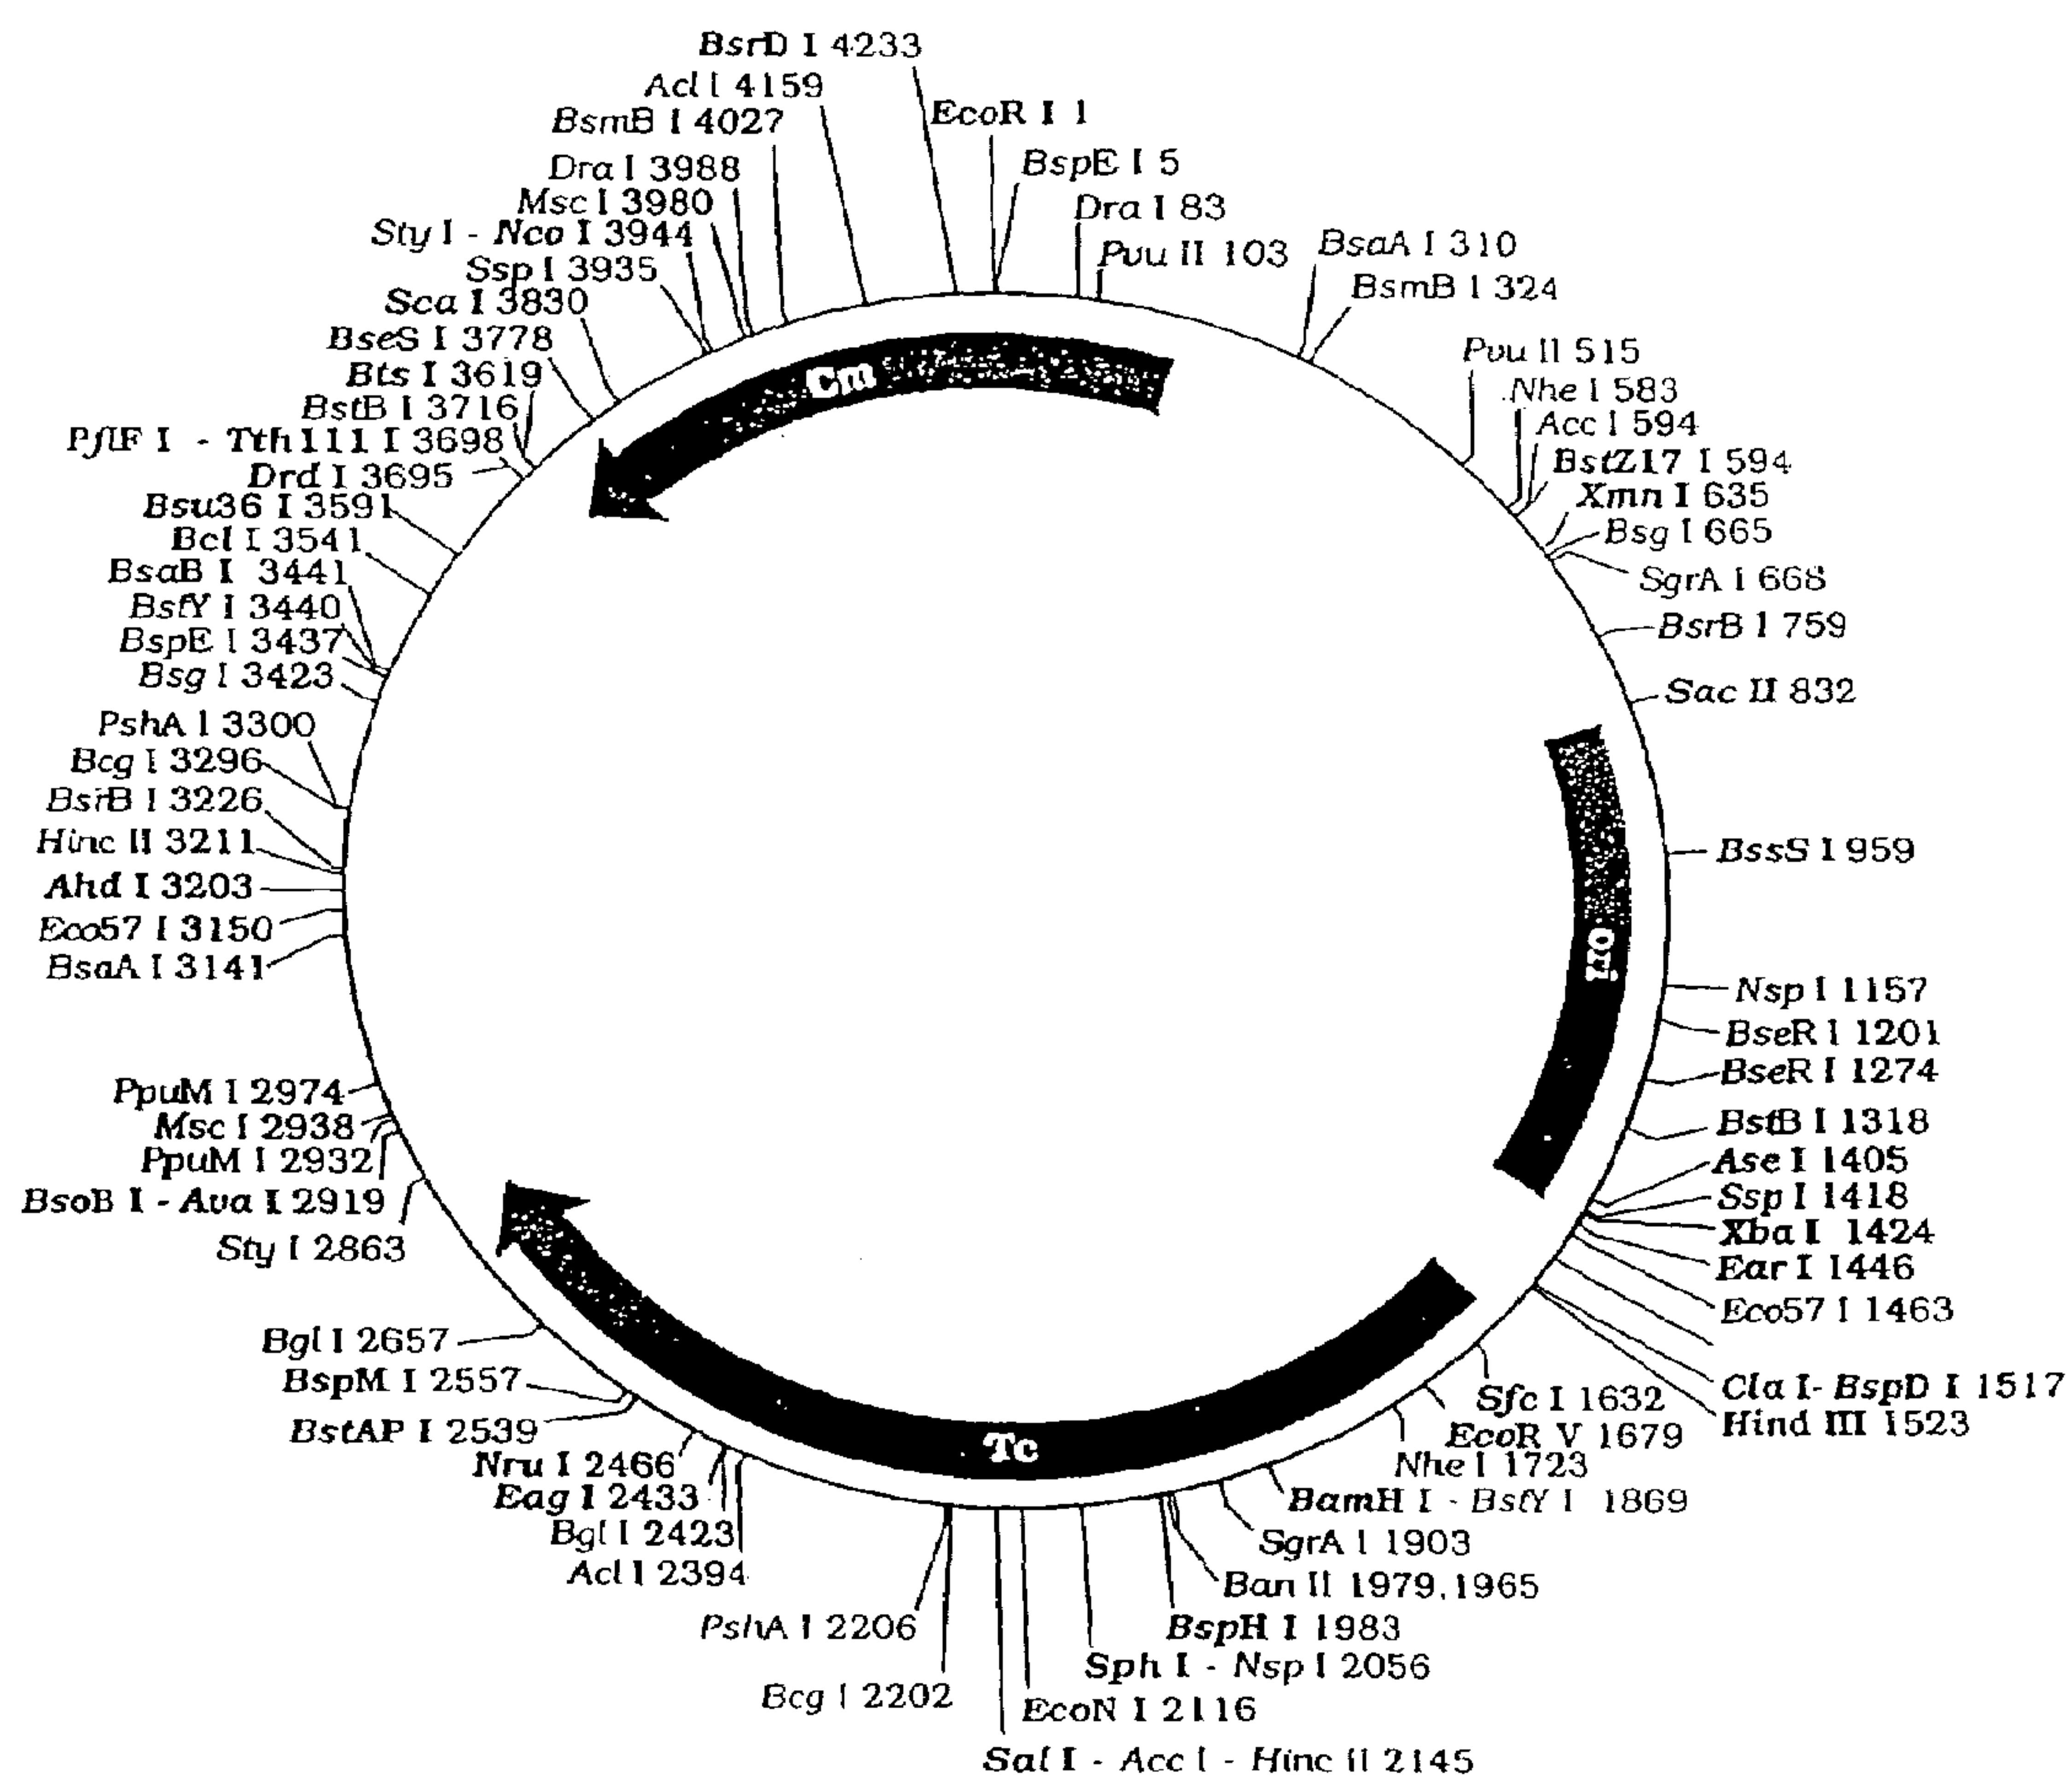 BsrD I 4233
Acl I 4159
BsmB I 4027
Dra I 3988
Msc I 3980
Sty I - Nco I 3944
Ssp I 3935
Sca I 3830
BseS I 3778
Bts I 3619
BstB I 3716
PflF I - Tth111 I 3698
Drd I 3695
Bsu36 I 3591
Bcl I 3541
BsaB I 3441
BstY I 3440
BspE I 3437
Bsg I 3423
PshA I 3300
Bcg I 3296
BsrB I 3226
Hinc II 3211
Ahd I 3203
Eco57 I 3150
BsaA I 3141
PpuM I 2974
Msc I 2938
PpuM I 2932
BsoB I - Ava I 2919
Sty I 2863
Bgl I 2657
BspM I 2557
BstAP I 2539
Nru I 2466
Eag I 2433
Bgl I 2423
Acl I 2394
PshA I 2206
Bcg I 2202
EcoR I 1
BspE I 5
Dra I 83
Pvu II 103
BsaA I 310
BsmB I 324
Pvu II 515
Nhe I 583
Acc I 594
BstZ17 I 594
Xmn I 635
Bsg I 665
SgrA I 668
BsrB I 759
Sac II 832
BssS I 959
Nsp I 1157
BseR I 1201
BseR I 1274
BstB I 1318
Ase I 1405
Ssp I 1418
Xba I 1424
Ear I 1446
Eco57 I 1463
Cla I- BspD I 1517
Hind III 1523
Sfc I 1632
EcoR V 1679
Nhe I 1723
BamH I - BstY I 1869
SgrA I 1903
Ban II 1979,1965
BspH I 1983
Sph I - Nsp I 2056
EcoN I 2116
Sal I - Acc I - Hinc II 2145
Cm
ori
Tc